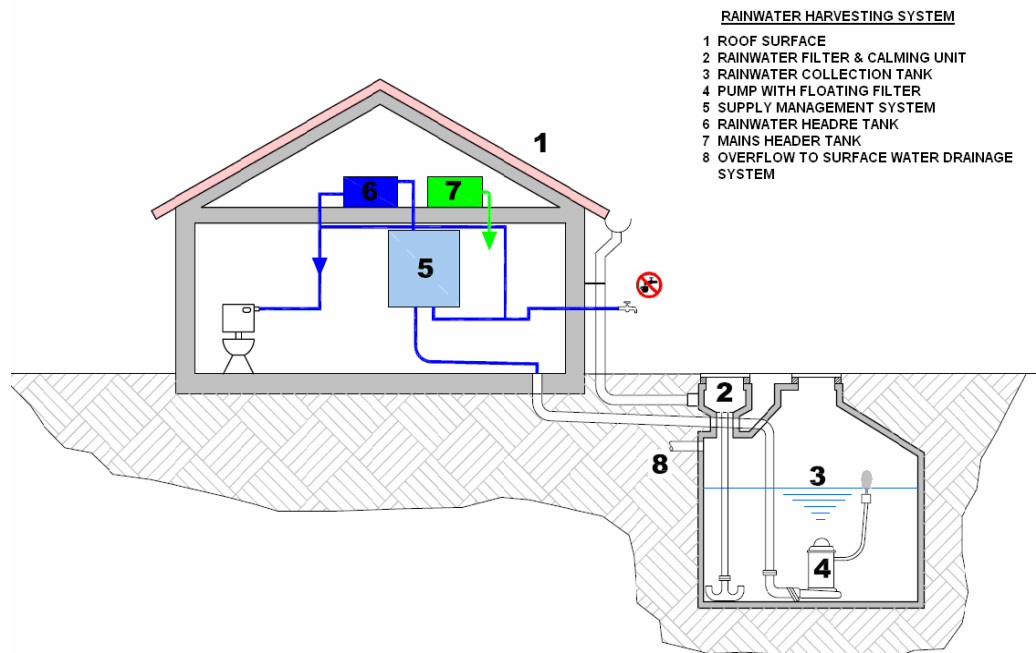 RAINWATER HARVESTING SYSTEM
1 ROOF SURFACE
2 RAINWATER FILTER & CALMING UNIT
3 RAINWATER COLLECTION TANK
4 PUMP WITH FLOATING FILTER
5 SUPPLY MANAGEMENT SYSTEM
6 RAINWATER HEADRE TANK
7 MAINS HEADER TANK
8 OVERFLOW TO SURFACE WATER DRAINAGE
SYSTEM
1
6
7
5
2
8
3
4